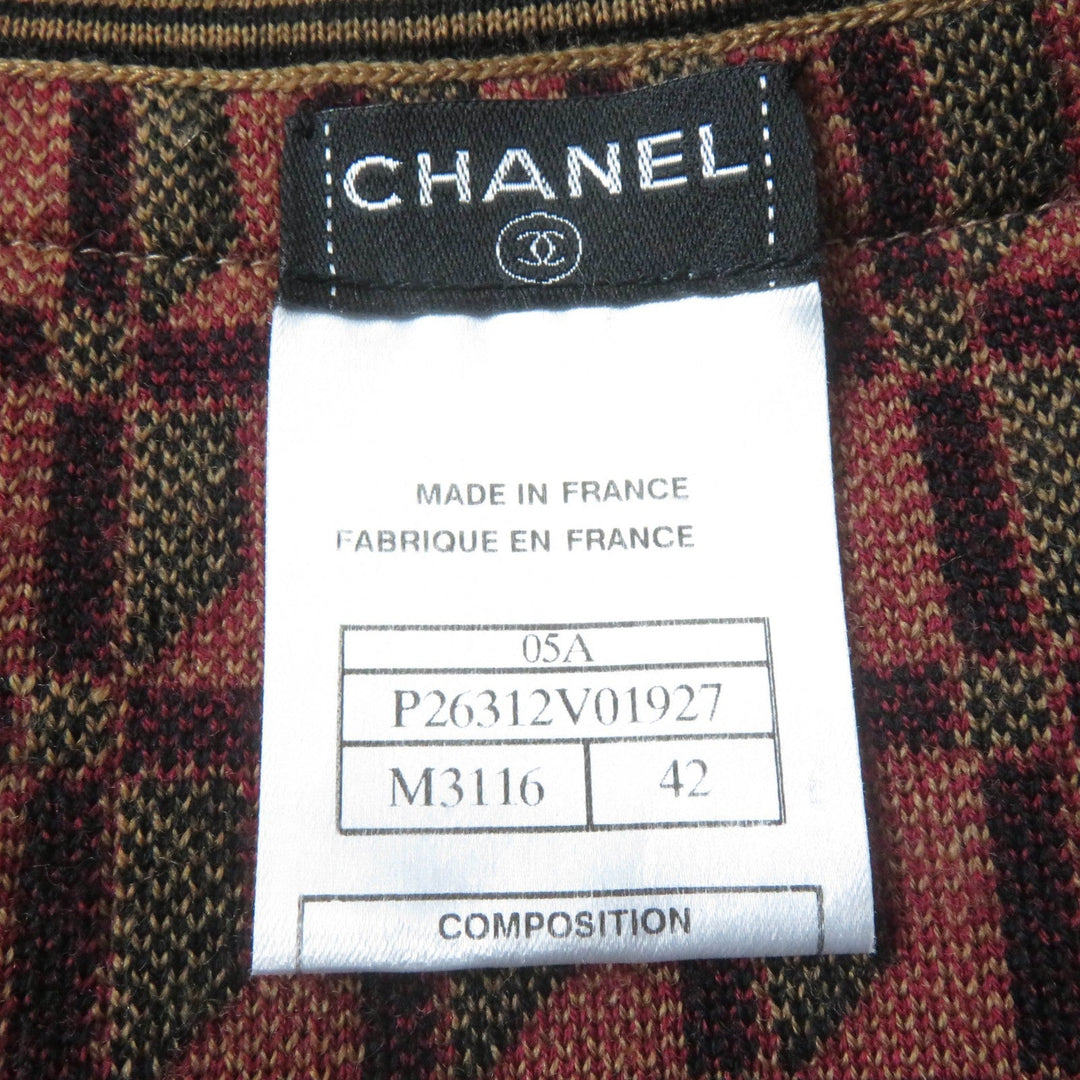 CHANEL
MADE IN FRANCE
FABRIQUE EN FRANCE
05A
P26312V01927
M3116 42
COMPOSITION